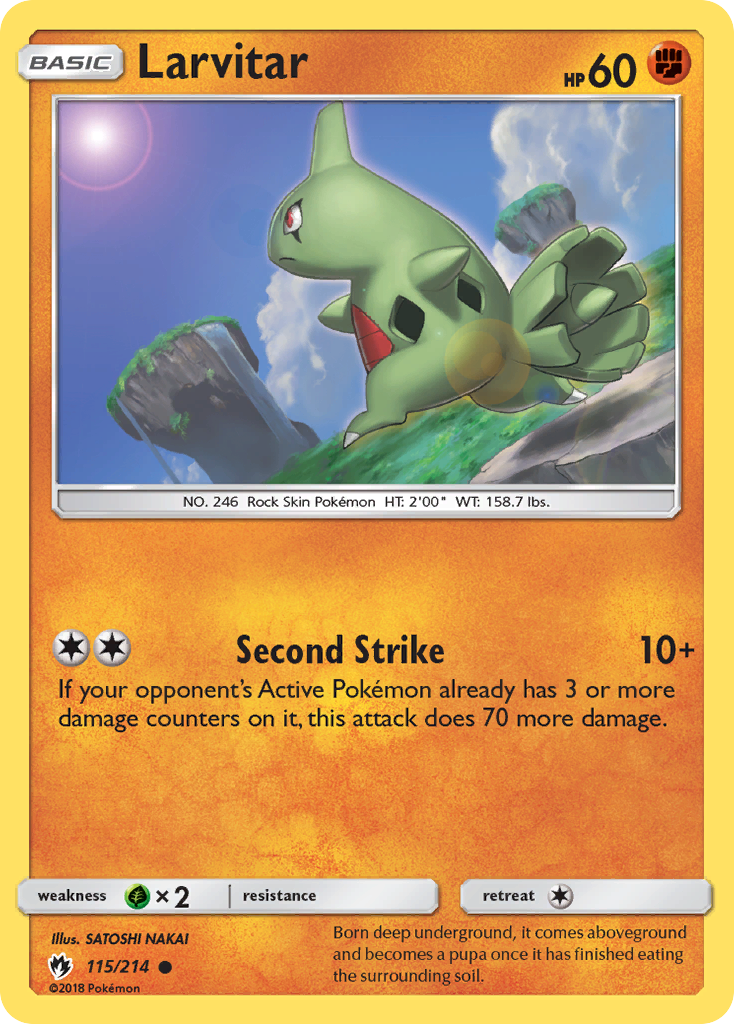 BASIC Larvitar HP 60
NO. 246 Rock Skin Pokémon HT: 2'00" WT: 158.7 lbs.
Second Strike 10+
If your opponent's Active Pokémon already has 3 or more
damage counters on it, this attack does 70 more damage.
weakness ×2 resistance retreat
Illus. SATOSHI NAKAI
115/214
©2018 Pokémon
Born deep underground, it comes aboveground
and becomes a pupa once it has finished eating
the surrounding soil.